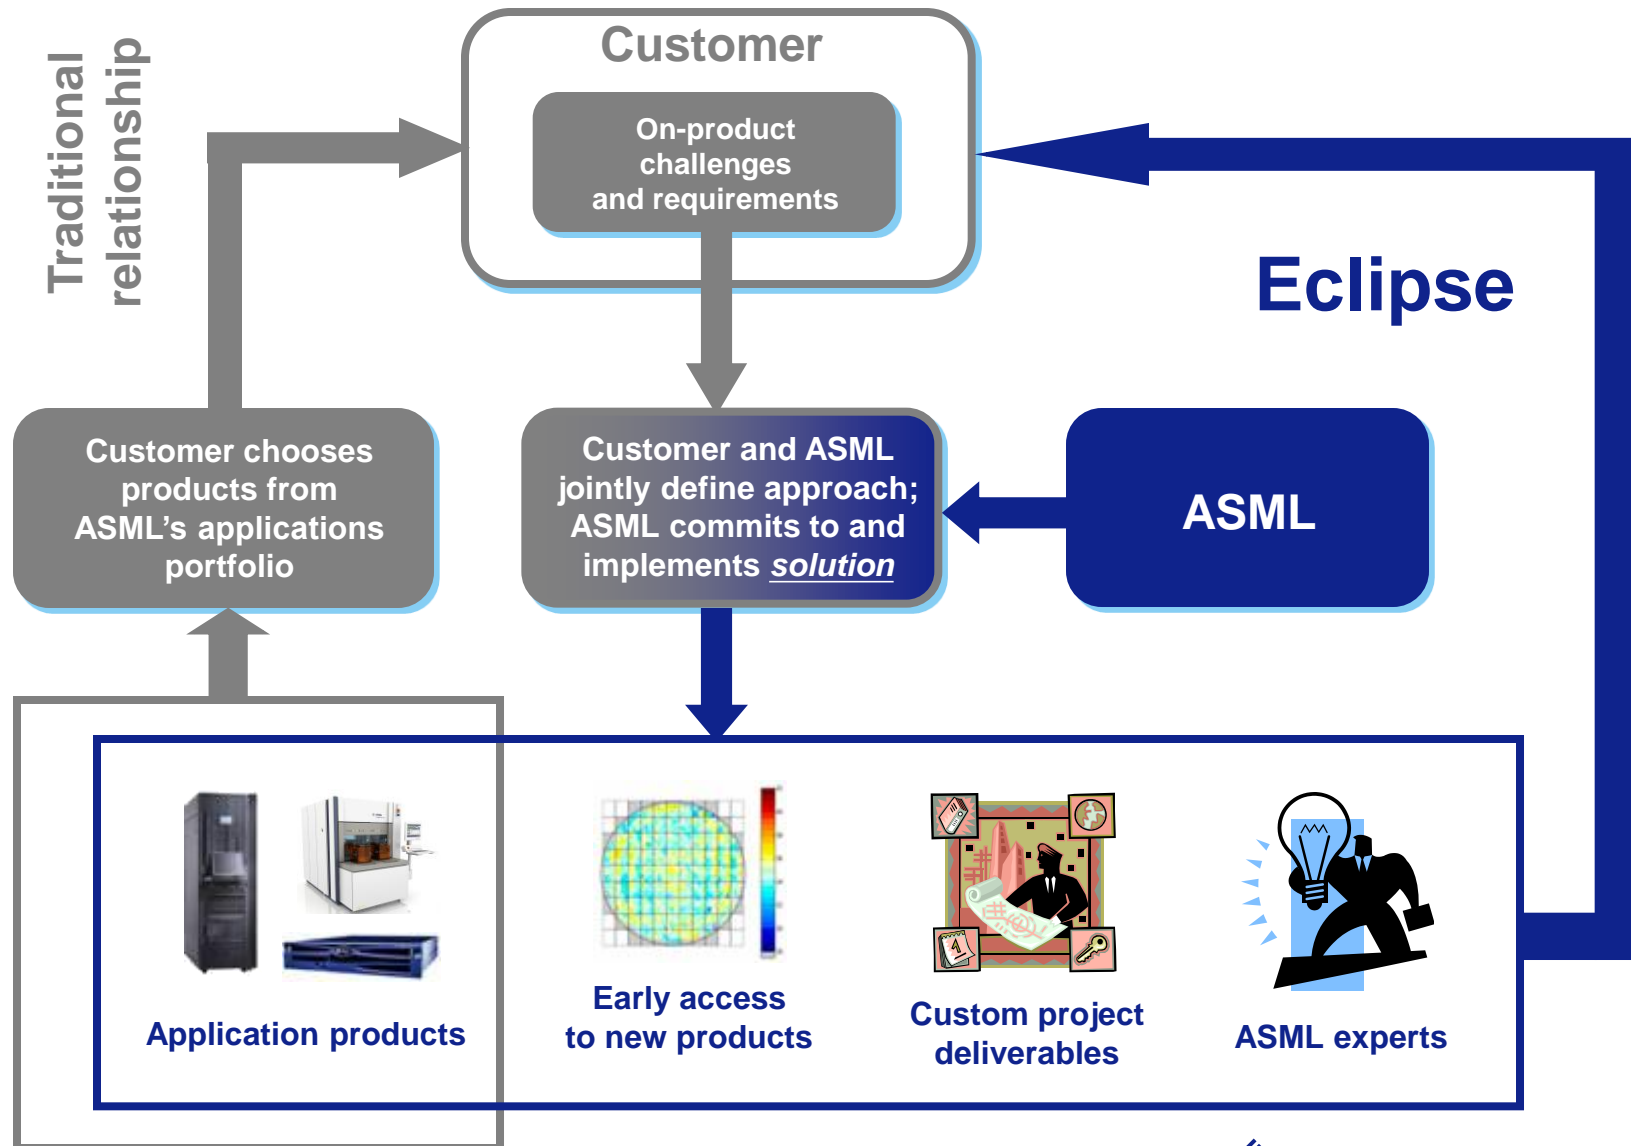 Traditional
relationship
Customer
On-product
challenges
and requirements
Eclipse
Customer chooses
products from
ASML’s applications
portfolio
Customer and ASML
jointly define approach;
ASML commits to and
implements solution
ASML
Application products
Early access
to new products
Custom project
deliverables
ASML experts